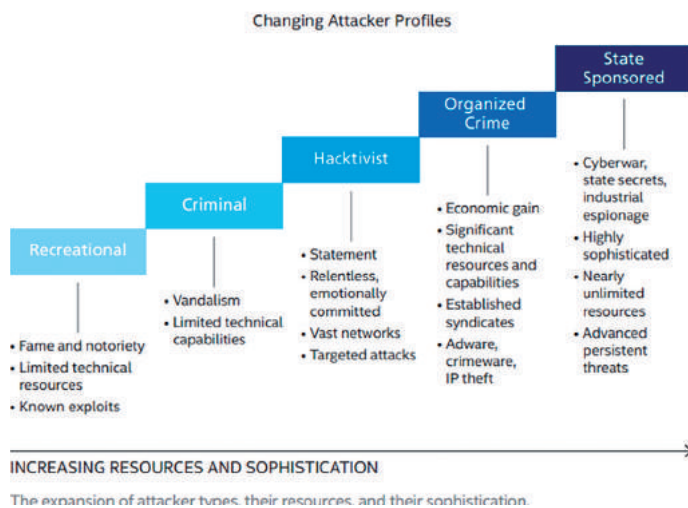 Changing Attacker Profiles
Recreational
• Fame and notoriety
• Limited technical
resources
• Known exploits
Criminal
• Vandalism
• Limited technical
capabilities
Hacktivist
• Statement
• Relentless,
emotionally
committed
• Vast networks
• Targeted attacks
Organized
Crime
• Economic gain
• Significant
technical
resources and
capabilities
• Established
syndicates
• Adware,
crimeware,
IP theft
State
Sponsored
• Cyberwar,
state secrets,
industrial
espionage
• Highly
sophisticated
• Nearly
unlimited
resources
• Advanced
persistent
threats
INCREASING RESOURCES AND SOPHISTICATION
The expansion of attacker types, their resources, and their sophistication.